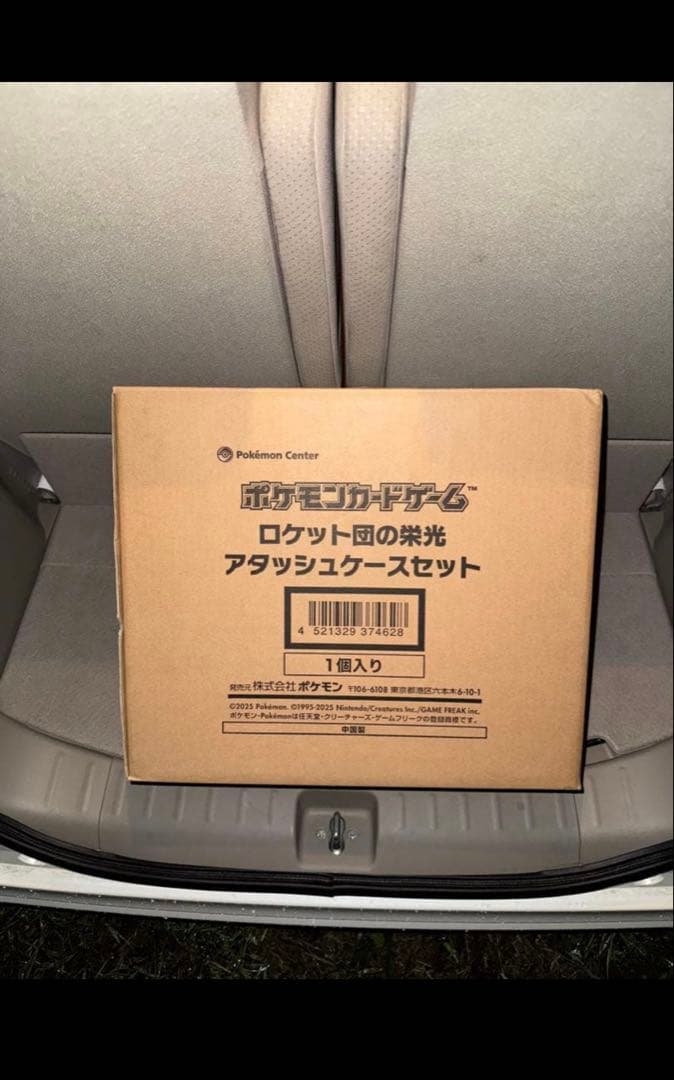 Pokémon Center
ポケモンカードゲーム™
ロケット団の栄光
アタッシュケースセット
4 521329 374628
1個入り
発売元 株式会社ポケモン 〒106-6108 東京都港区六本木6-10-1
©2025 Pokémon. ©1995-2025 Nintendo/Creatures Inc./GAME FREAK inc.
ポケモン・Pokémonは任天堂・クリーチャーズ・ゲームフリークの登録商標です。
中国製